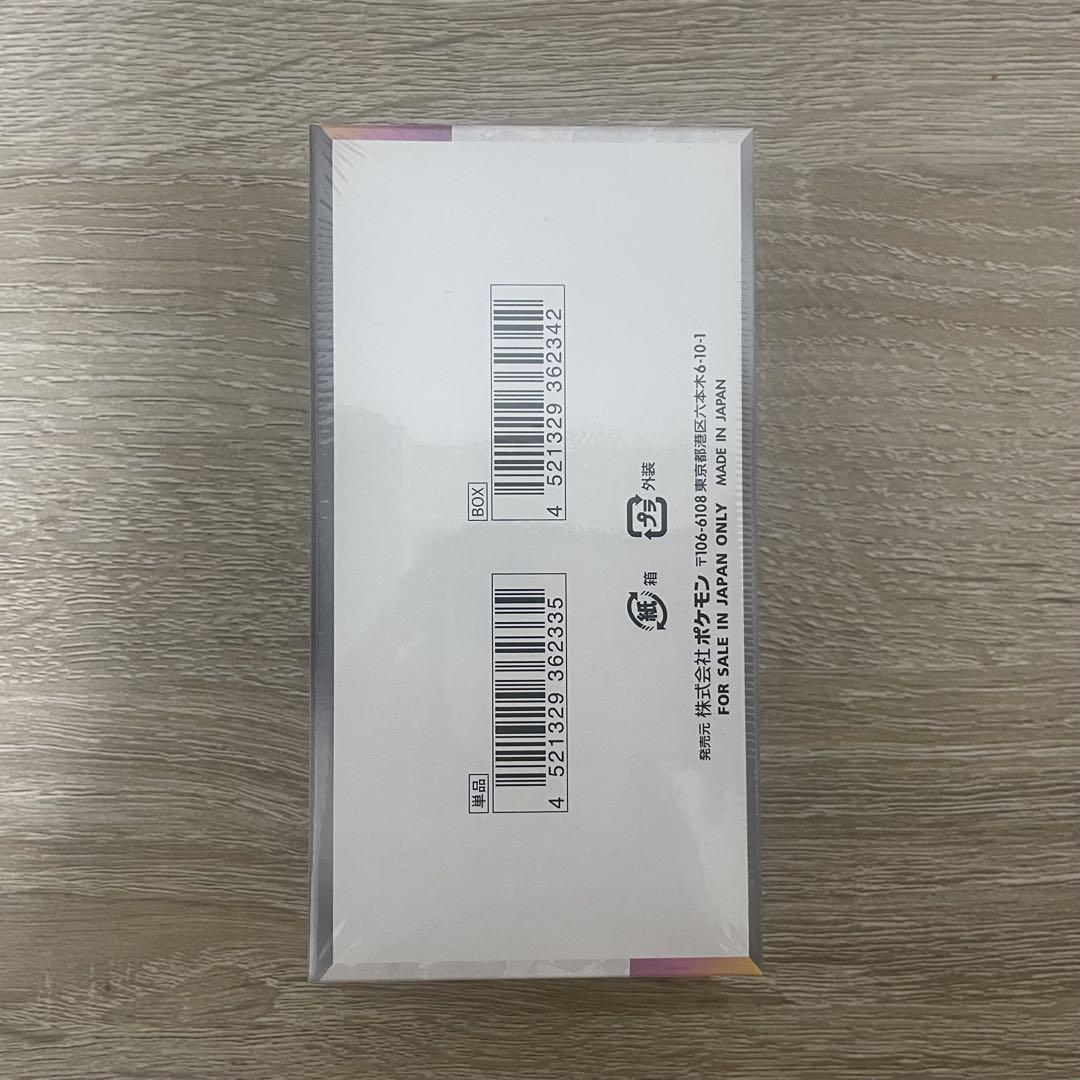 単品
4 521329 362335
BOX
4 521329 362342
紙 箱
プラ 外装
発売元 株式会社ポケモン 〒106-6108 東京都港区六本木6-10-1
FOR SALE IN JAPAN ONLY MADE IN JAPAN